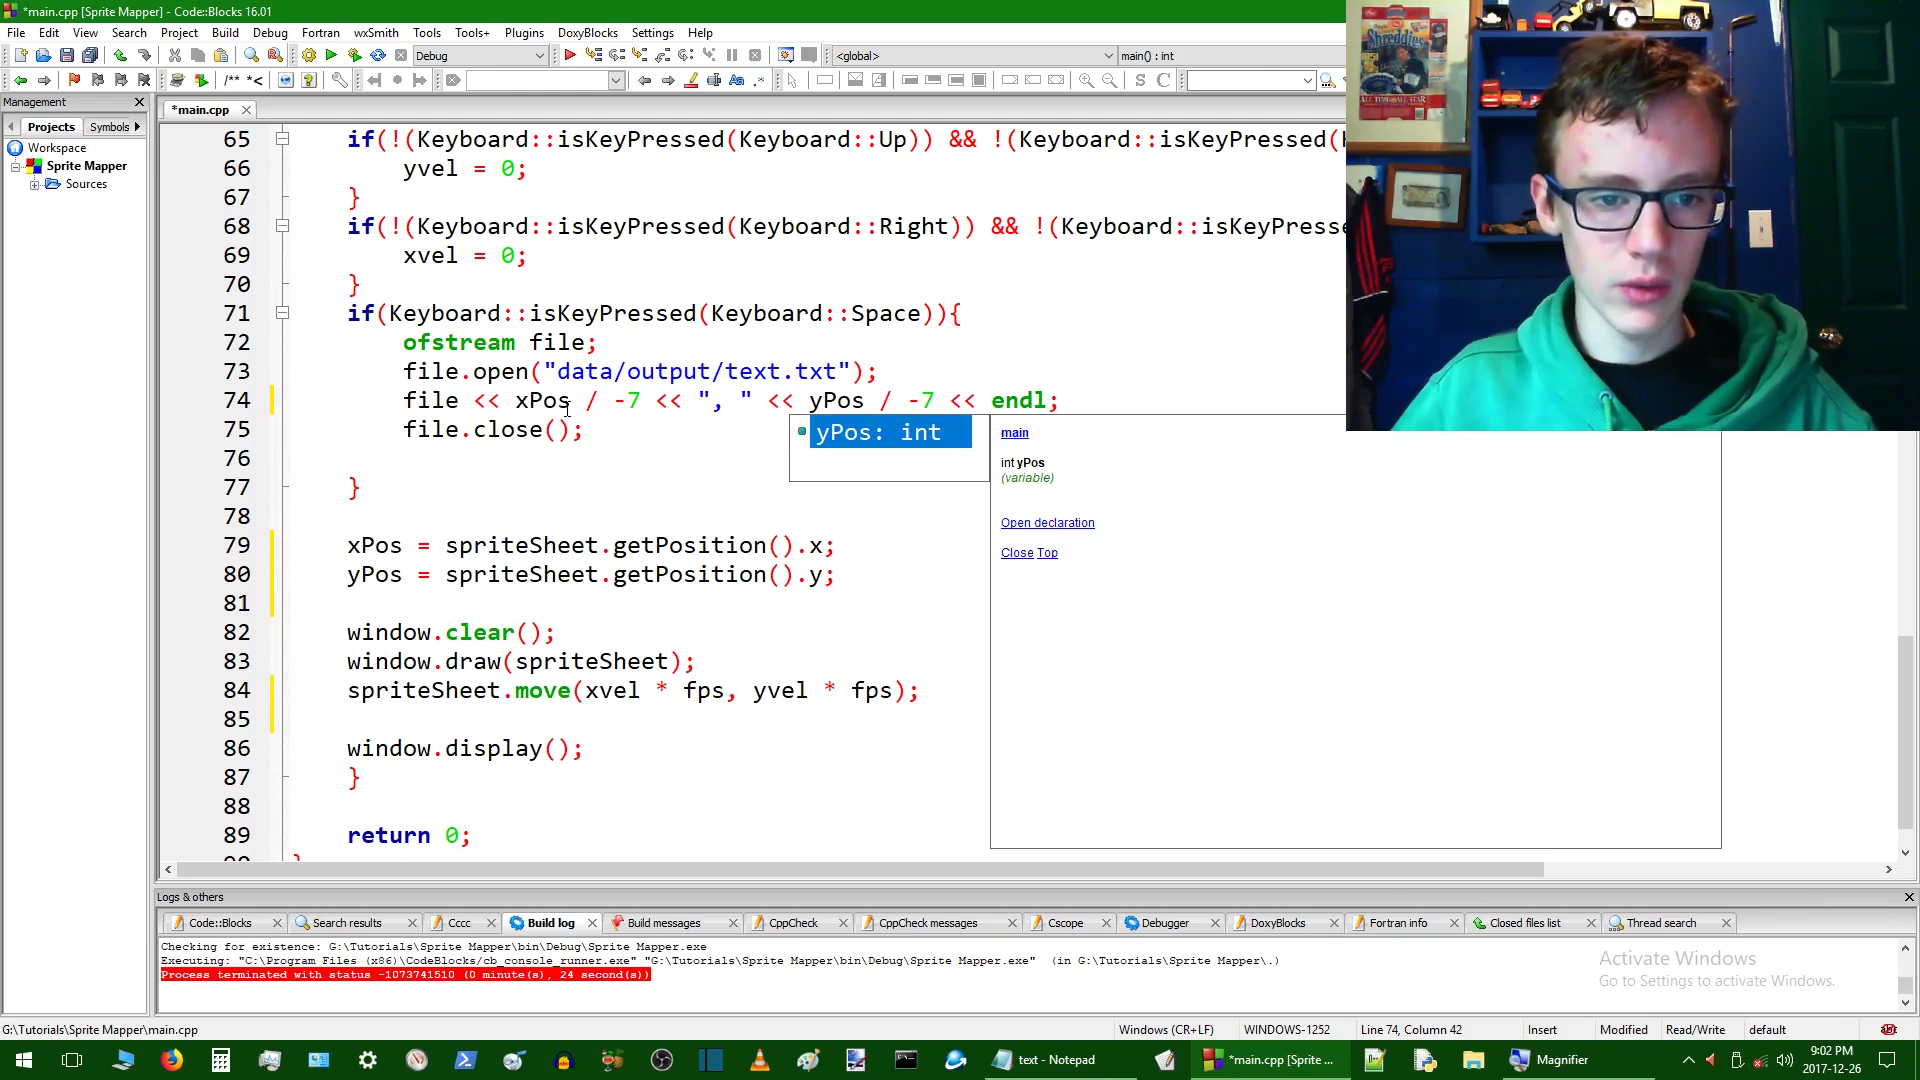 *main.cpp [Sprite Mapper] - Code::Blocks 16.01
File Edit View Search Project Build Debug Fortran wxSmith Tools Tools+ Plugins DoxyBlocks Settings Help
Debug <global> main() : int
/** *<
Management
*main.cpp
Projects Symbols
Workspace
Sprite Mapper
Sources
65 if(!(Keyboard::isKeyPressed(Keyboard::Up)) && !(Keyboard::isKeyPressed(
66 yvel = 0;
67 }
68 if(!(Keyboard::isKeyPressed(Keyboard::Right)) && !(Keyboard::isKeyPresse
69 xvel = 0;
70 }
71 if(Keyboard::isKeyPressed(Keyboard::Space)){
72 ofstream file;
73 file.open("data/output/text.txt");
74 file << xPos / -7 << ", " << yPos / -7 << endl;
75 file.close();
76
77 }
78
79 xPos = spriteSheet.getPosition().x;
80 yPos = spriteSheet.getPosition().y;
81
82 window.clear();
83 window.draw(spriteSheet);
84 spriteSheet.move(xvel * fps, yvel * fps);
85
86 window.display();
87 }
88
89 return 0;
yPos: int
main
int yPos
(variable)
Open declaration
Close Top
Shreddies
ALL TIME ALL STAR
Logs & others
Code::Blocks Search results Cccc Build log Build messages CppCheck CppCheck messages Cscope Debugger DoxyBlocks Fortran info Closed files list Thread search
Checking for existence: G:\Tutorials\Sprite Mapper\bin\Debug\Sprite Mapper.exe
Executing: "C:\Program Files (x86)\CodeBlocks/cb_console_runner.exe" "G:\Tutorials\Sprite Mapper\bin\Debug\Sprite Mapper.exe" (in G:\Tutorials\Sprite Mapper\.)
Process terminated with status -1073741510 (0 minute(s), 24 second(s))
Activate Windows
Go to Settings to activate Windows.
G:\Tutorials\Sprite Mapper\main.cpp Windows (CR+LF) WINDOWS-1252 Line 74, Column 42 Insert Modified Read/Write default
text - Notepad *main.cpp [Sprite ... Magnifier 9:02 PM
2017-12-26